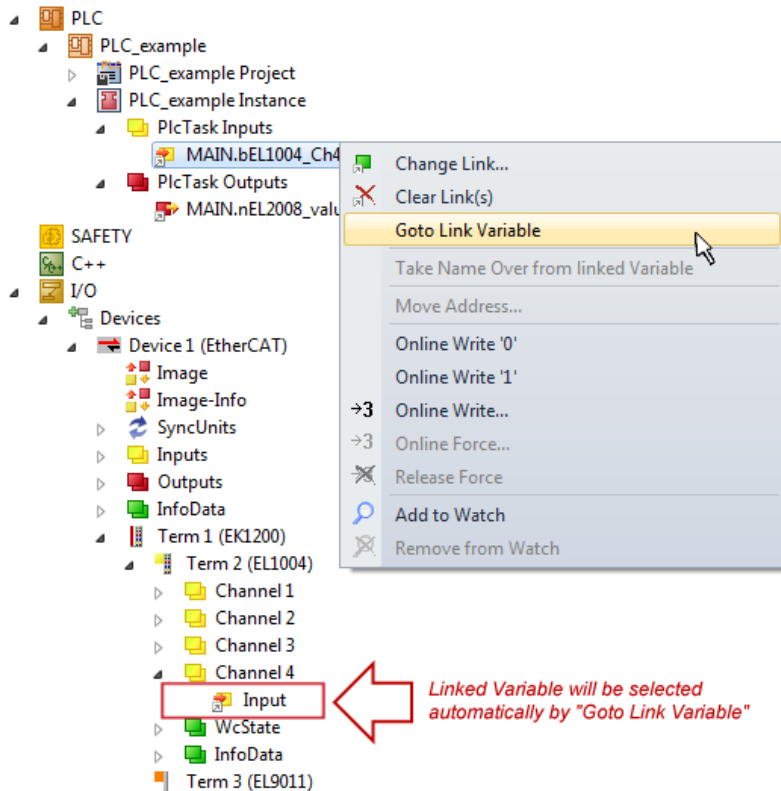 PLC
PLC_example
PLC_example Project
PLC_example Instance
PlcTask Inputs
MAIN.bEL1004_Ch4
PlcTask Outputs
MAIN.nEL2008_valu
SAFETY
C++
I/O
Devices
Device 1 (EtherCAT)
Image
Image-Info
SyncUnits
Inputs
Outputs
InfoData
Term 1 (EK1200)
Term 2 (EL1004)
Channel 1
Channel 2
Channel 3
Channel 4
Input
WcState
InfoData
Term 3 (EL9011)
Change Link...
Clear Link(s)
Goto Link Variable
Take Name Over from linked Variable
Move Address...
Online Write '0'
Online Write '1'
→3 Online Write...
→3 Online Force...
Release Force
Add to Watch
Remove from Watch
Linked Variable will be selected
automatically by "Goto Link Variable"